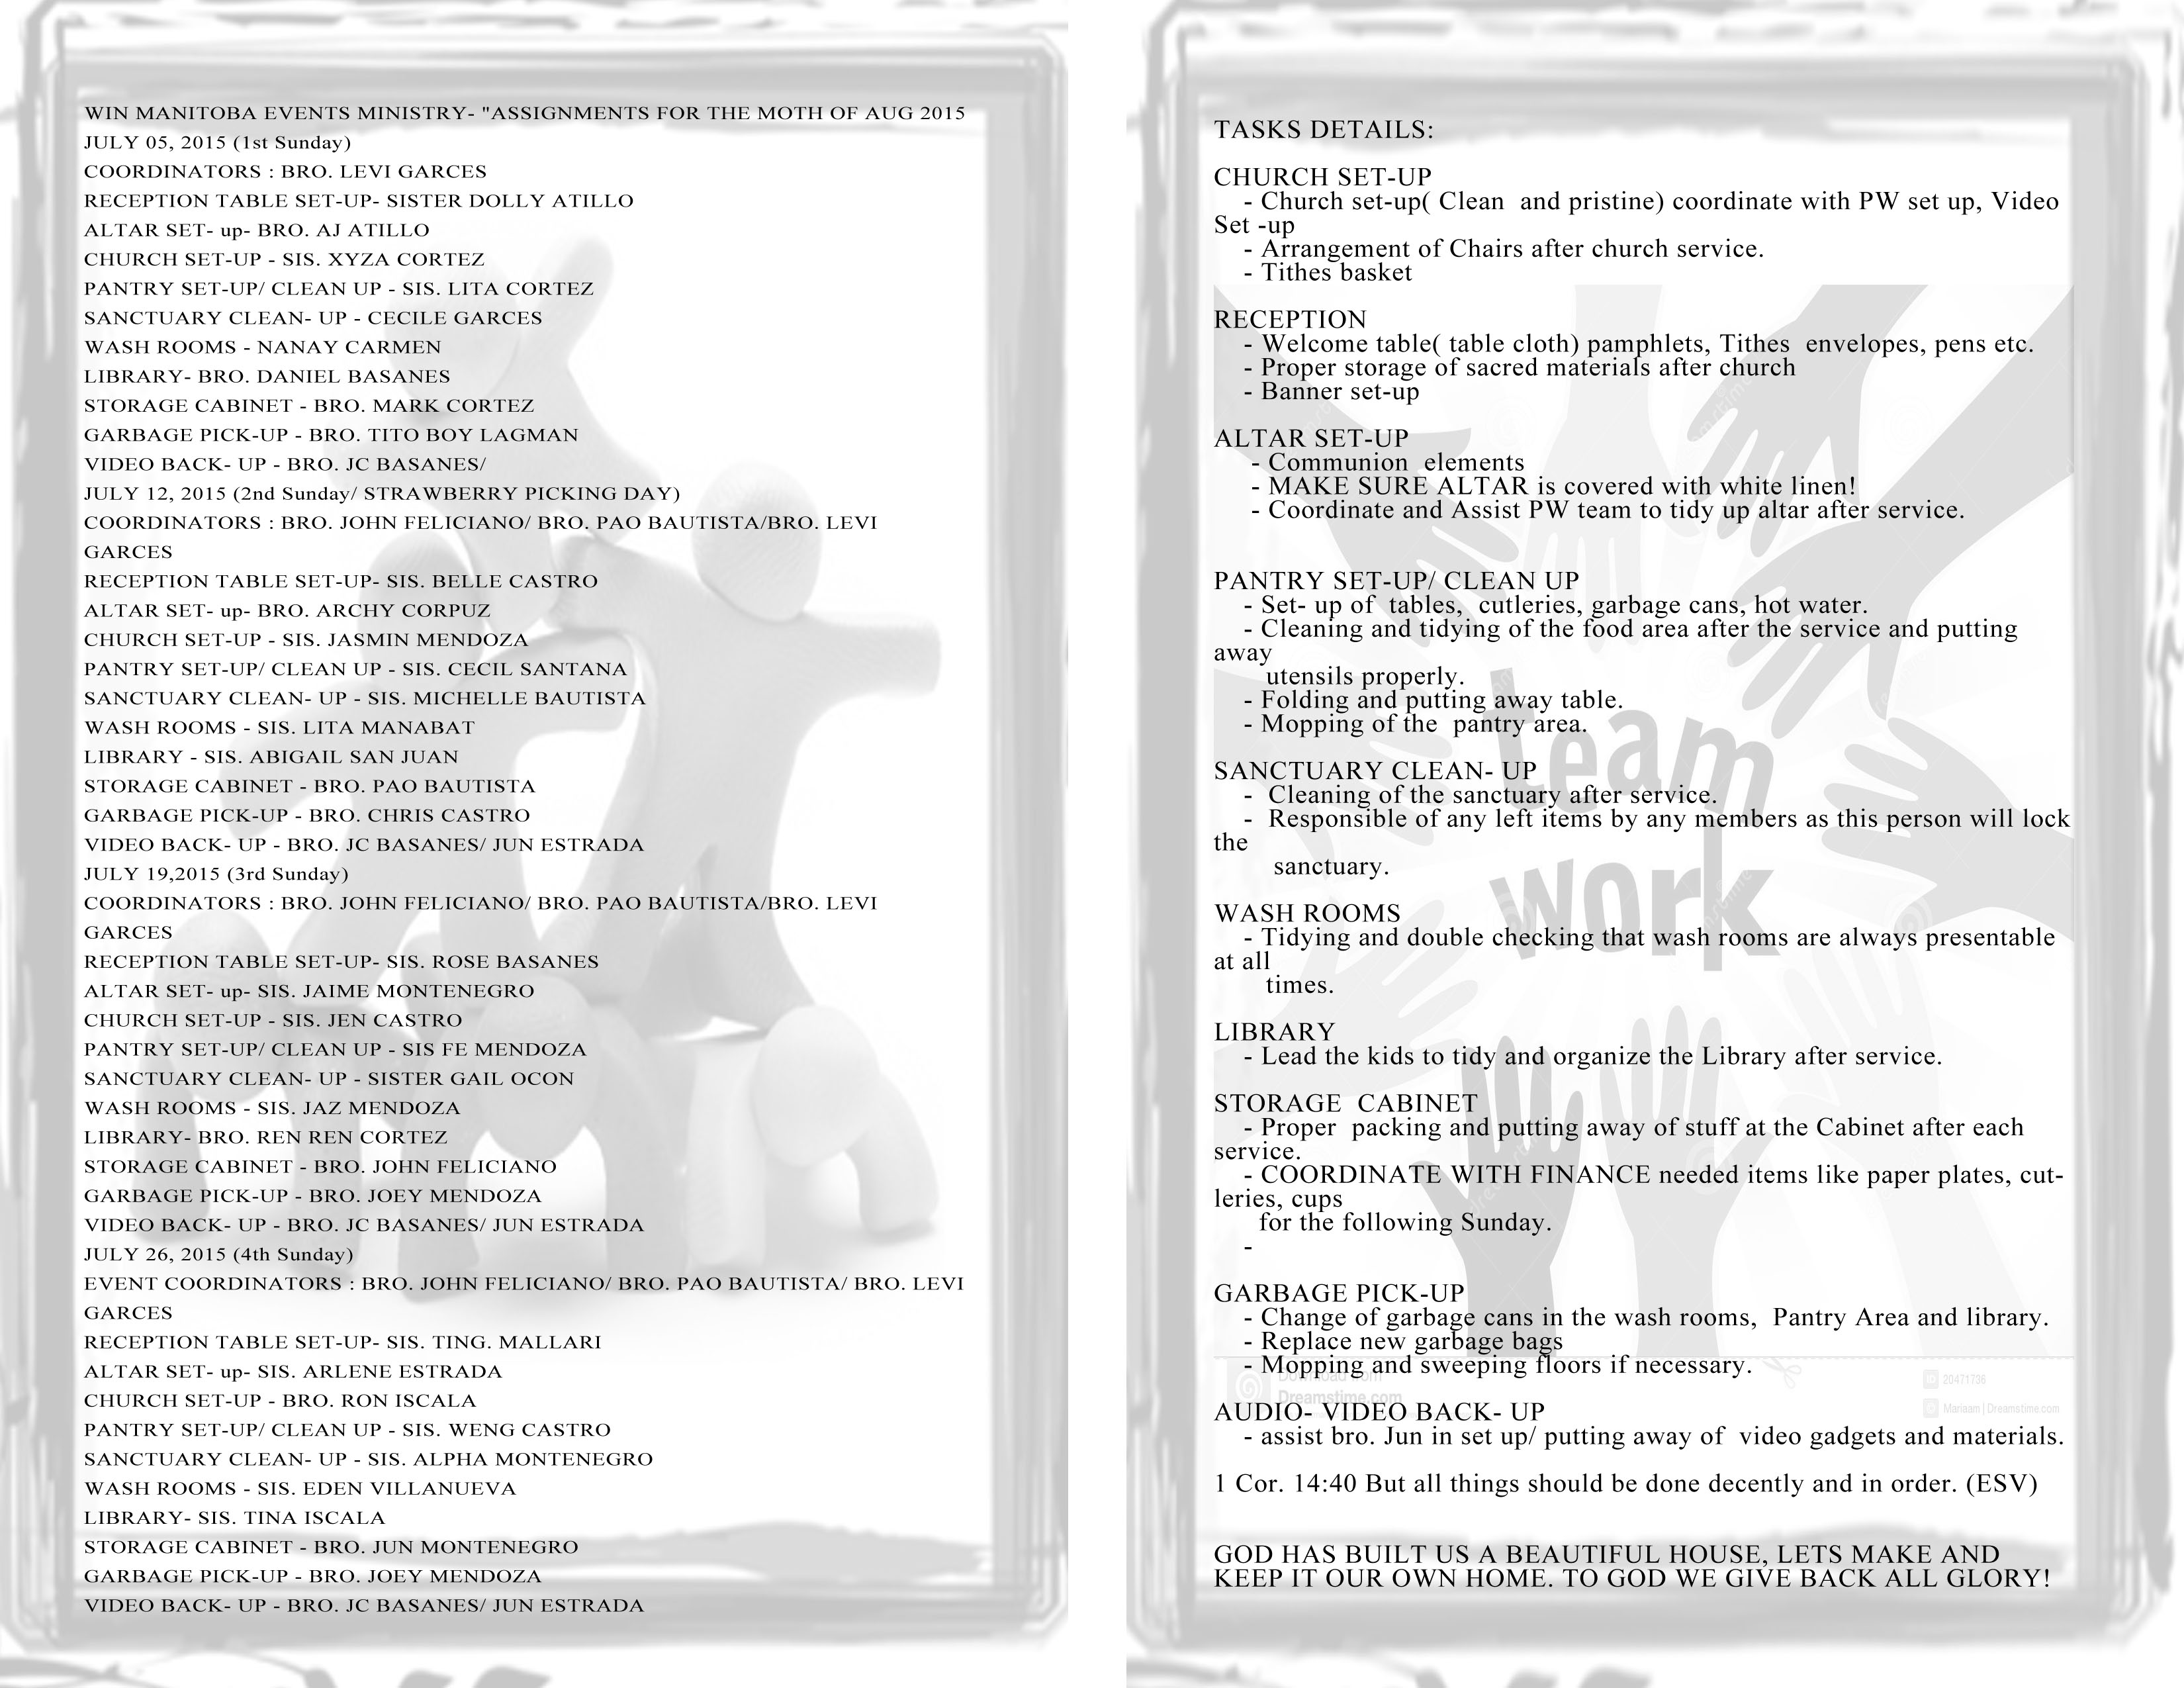 WIN MANITOBA EVENTS MINISTRY- "ASSIGNMENTS FOR THE MOTH OF AUG 2015
JULY 05, 2015 (1st Sunday)
COORDINATORS : BRO. LEVI GARCES
RECEPTION TABLE SET-UP- SISTER DOLLY ATILLO
ALTAR SET- up- BRO. AJ ATILLO
CHURCH SET-UP - SIS. XYZA CORTEZ
PANTRY SET-UP/ CLEAN UP - SIS. LITA CORTEZ
SANCTUARY CLEAN- UP - CECILE GARCES
WASH ROOMS - NANAY CARMEN
LIBRARY- BRO. DANIEL BASANES
STORAGE CABINET - BRO. MARK CORTEZ
GARBAGE PICK-UP - BRO. TITO BOY LAGMAN
VIDEO BACK- UP - BRO. JC BASANES/
JULY 12, 2015 (2nd Sunday/ STRAWBERRY PICKING DAY)
COORDINATORS : BRO. JOHN FELICIANO/ BRO. PAO BAUTISTA/BRO. LEVI
GARCES
RECEPTION TABLE SET-UP- SIS. BELLE CASTRO
ALTAR SET- up- BRO. ARCHY CORPUZ
CHURCH SET-UP - SIS. JASMIN MENDOZA
PANTRY SET-UP/ CLEAN UP - SIS. CECIL SANTANA
SANCTUARY CLEAN- UP - SIS. MICHELLE BAUTISTA
WASH ROOMS - SIS. LITA MANABAT
LIBRARY - SIS. ABIGAIL SAN JUAN
STORAGE CABINET - BRO. PAO BAUTISTA
GARBAGE PICK-UP - BRO. CHRIS CASTRO
VIDEO BACK- UP - BRO. JC BASANES/ JUN ESTRADA
JULY 19,2015 (3rd Sunday)
COORDINATORS : BRO. JOHN FELICIANO/ BRO. PAO BAUTISTA/BRO. LEVI
GARCES
RECEPTION TABLE SET-UP- SIS. ROSE BASANES
ALTAR SET- up- SIS. JAIME MONTENEGRO
CHURCH SET-UP - SIS. JEN CASTRO
PANTRY SET-UP/ CLEAN UP - SIS FE MENDOZA
SANCTUARY CLEAN- UP - SISTER GAIL OCON
WASH ROOMS - SIS. JAZ MENDOZA
LIBRARY- BRO. REN REN CORTEZ
STORAGE CABINET - BRO. JOHN FELICIANO
GARBAGE PICK-UP - BRO. JOEY MENDOZA
VIDEO BACK- UP - BRO. JC BASANES/ JUN ESTRADA
JULY 26, 2015 (4th Sunday)
EVENT COORDINATORS : BRO. JOHN FELICIANO/ BRO. PAO BAUTISTA/ BRO. LEVI
GARCES
RECEPTION TABLE SET-UP- SIS. TING. MALLARI
ALTAR SET- up- SIS. ARLENE ESTRADA
CHURCH SET-UP - BRO. RON ISCALA
PANTRY SET-UP/ CLEAN UP - SIS. WENG CASTRO
SANCTUARY CLEAN- UP - SIS. ALPHA MONTENEGRO
WASH ROOMS - SIS. EDEN VILLANUEVA
LIBRARY- SIS. TINA ISCALA
STORAGE CABINET - BRO. JUN MONTENEGRO
GARBAGE PICK-UP - BRO. JOEY MENDOZA
VIDEO BACK- UP - BRO. JC BASANES/ JUN ESTRADA
TASKS DETAILS:
CHURCH SET-UP
- Church set-up( Clean  and pristine) coordinate with PW set up, Video
Set -up
- Arrangement of Chairs after church service.
- Tithes basket
RECEPTION
- Welcome table( table cloth) pamphlets, Tithes  envelopes, pens etc.
- Proper storage of sacred materials after church
- Banner set-up
ALTAR SET-UP
- Communion  elements
- MAKE SURE ALTAR is covered with white linen!
- Coordinate and Assist PW team to tidy up altar after service.
PANTRY SET-UP/ CLEAN UP
- Set- up of  tables,  cutleries, garbage cans, hot water.
- Cleaning and tidying of the food area after the service and putting
away
utensils properly.
- Folding and putting away table.
- Mopping of the  pantry area.
SANCTUARY CLEAN- UP
-  Cleaning of the sanctuary after service.
-  Responsible of any left items by any members as this person will lock
the
sanctuary.
WASH ROOMS
- Tidying and double checking that wash rooms are always presentable
at all
times.
LIBRARY
- Lead the kids to tidy and organize the Library after service.
STORAGE  CABINET
- Proper  packing and putting away of stuff at the Cabinet after each
service.
- COORDINATE WITH FINANCE needed items like paper plates, cut-
leries, cups
for the following Sunday.
-
GARBAGE PICK-UP
- Change of garbage cans in the wash rooms,  Pantry Area and library.
- Replace new garbage bags
- Mopping and sweeping floors if necessary.
AUDIO- VIDEO BACK- UP
- assist bro. Jun in set up/ putting away of  video gadgets and materials.
1 Cor. 14:40 But all things should be done decently and in order. (ESV)
GOD HAS BUILT US A BEAUTIFUL HOUSE, LETS MAKE AND
KEEP IT OUR OWN HOME. TO GOD WE GIVE BACK ALL GLORY!
team
work
Dreamstime.com
20471736
Mariaam | Dreamstime.com